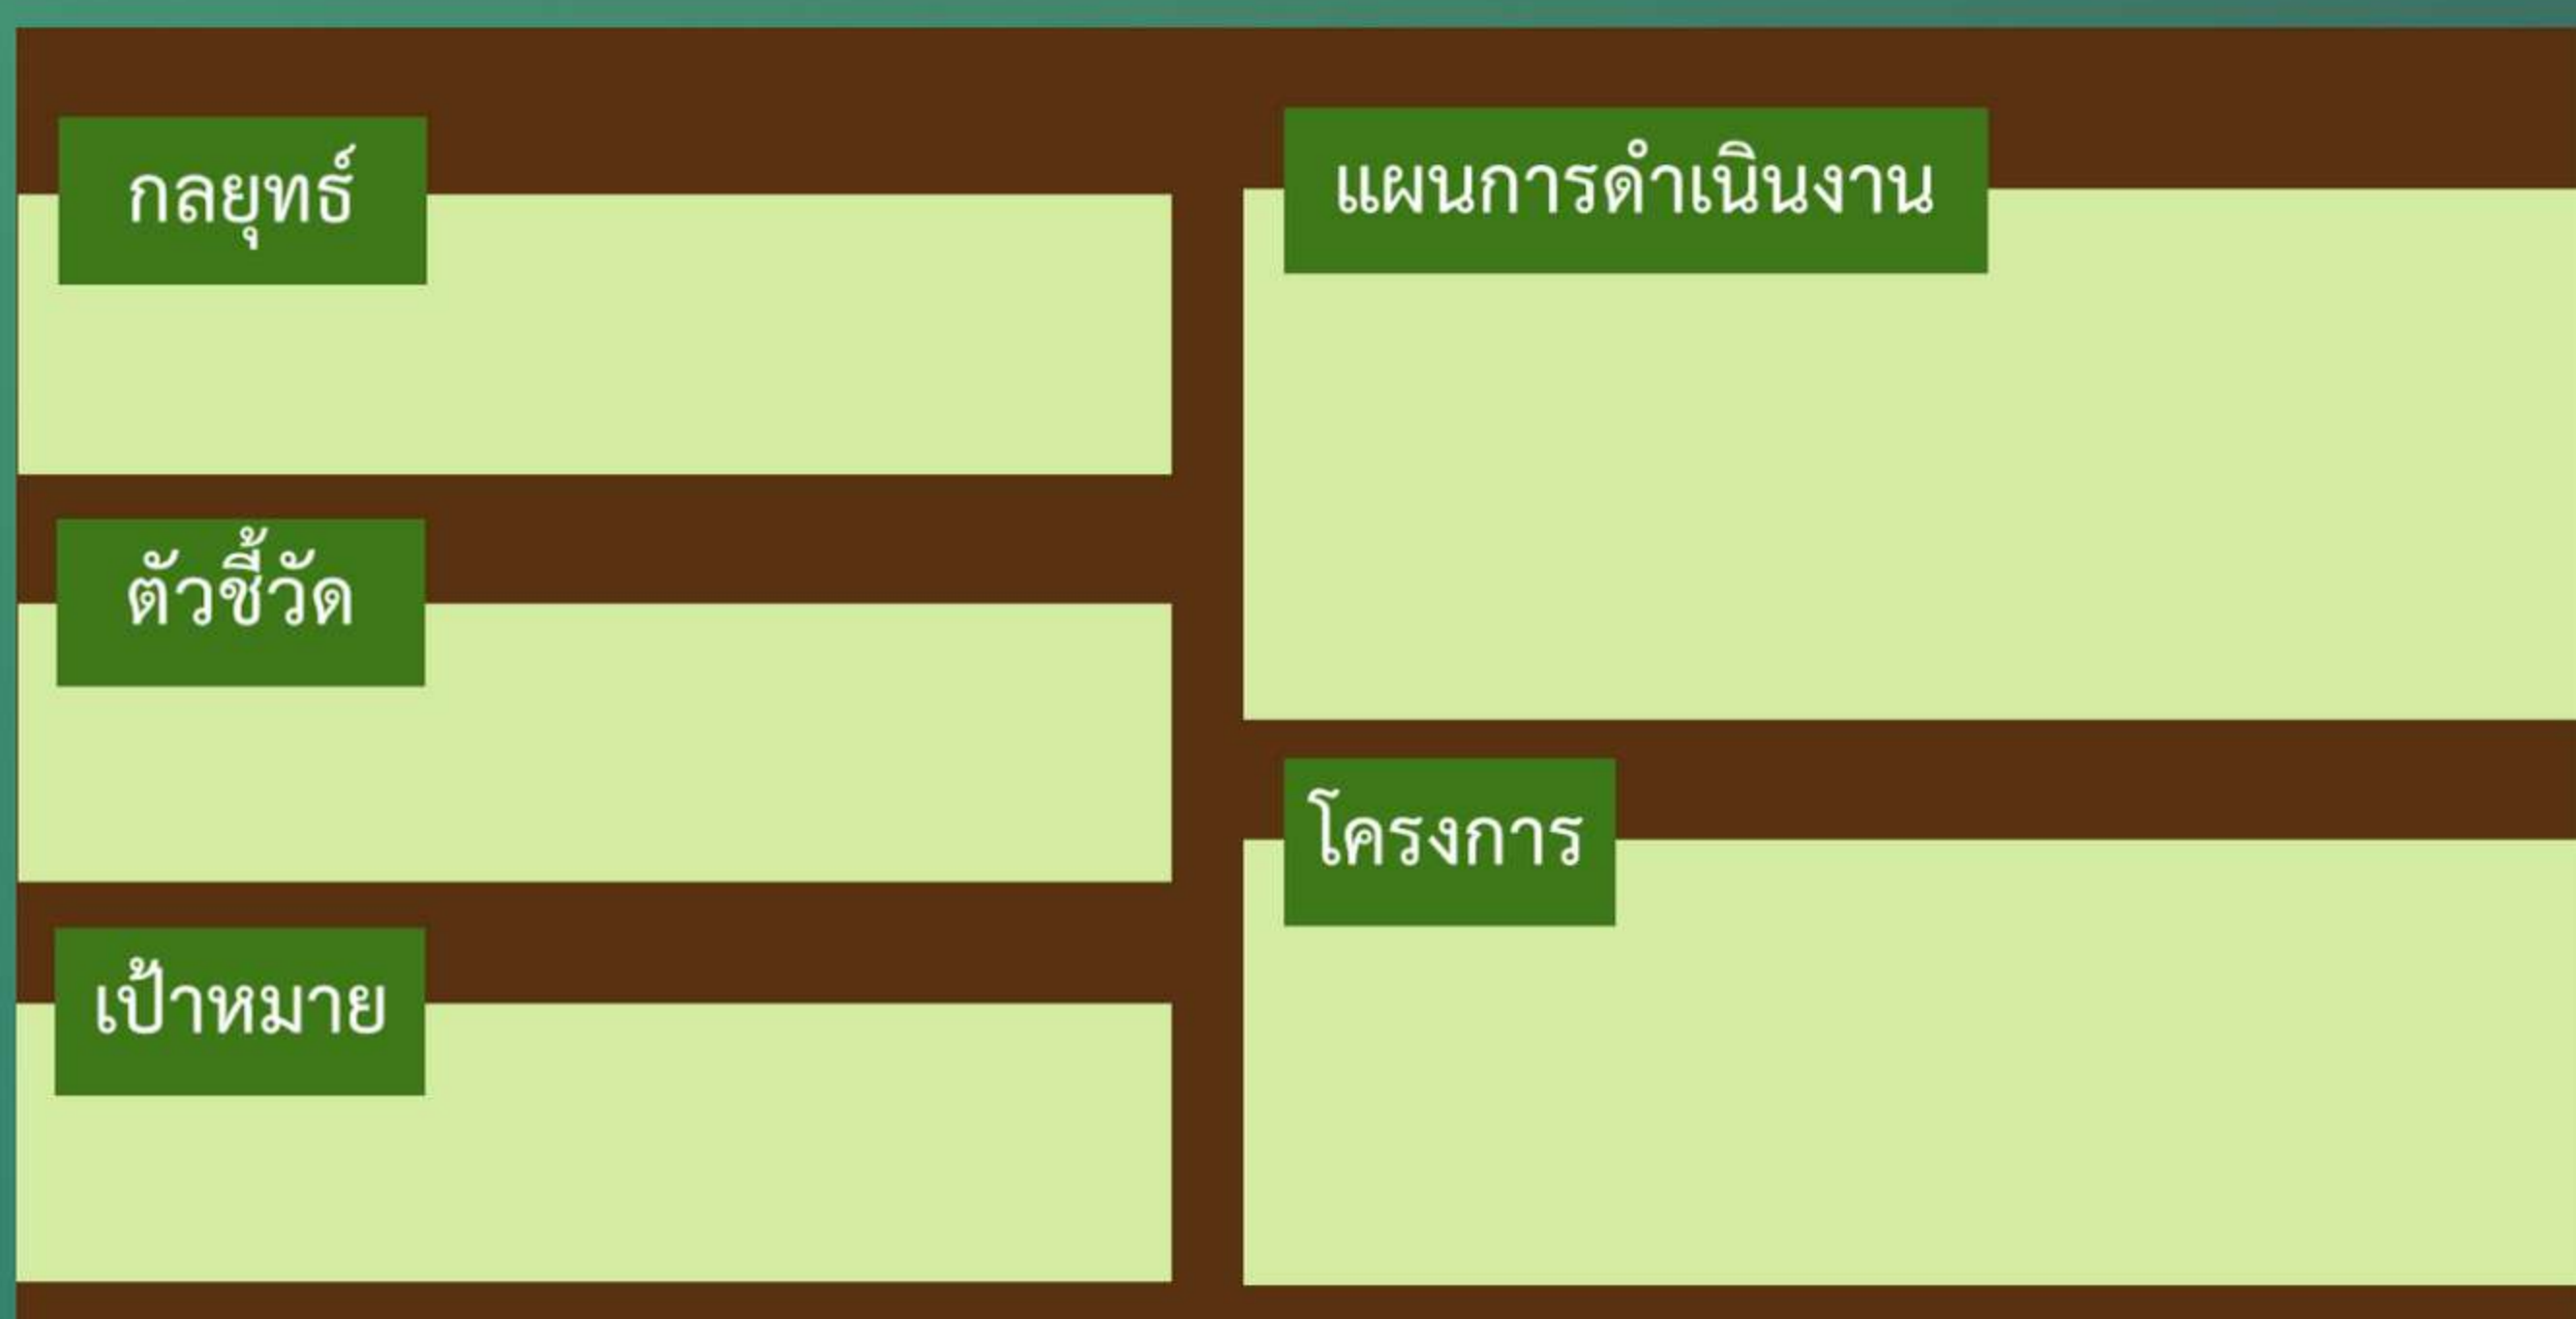 กลยุทธ์
ตัวชี้วัด
เป้าหมาย
แผนการดำเนินงาน
โครงการ